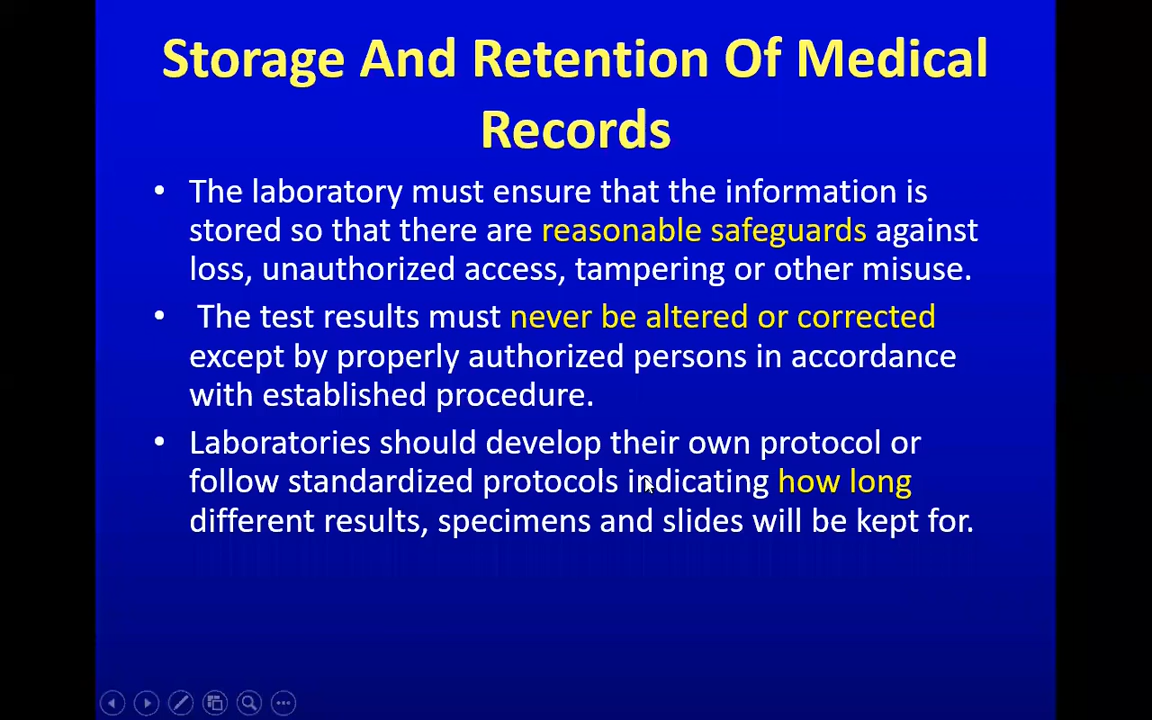 Storage And Retention Of Medical
Records
• The laboratory must ensure that the information is
stored so that there are reasonable safeguards against
loss, unauthorized access, tampering or other misuse.
• The test results must never be altered or corrected
except by properly authorized persons in accordance
with established procedure.
• Laboratories should develop their own protocol or
follow standardized protocols indicating how long
different results, specimens and slides will be kept for.